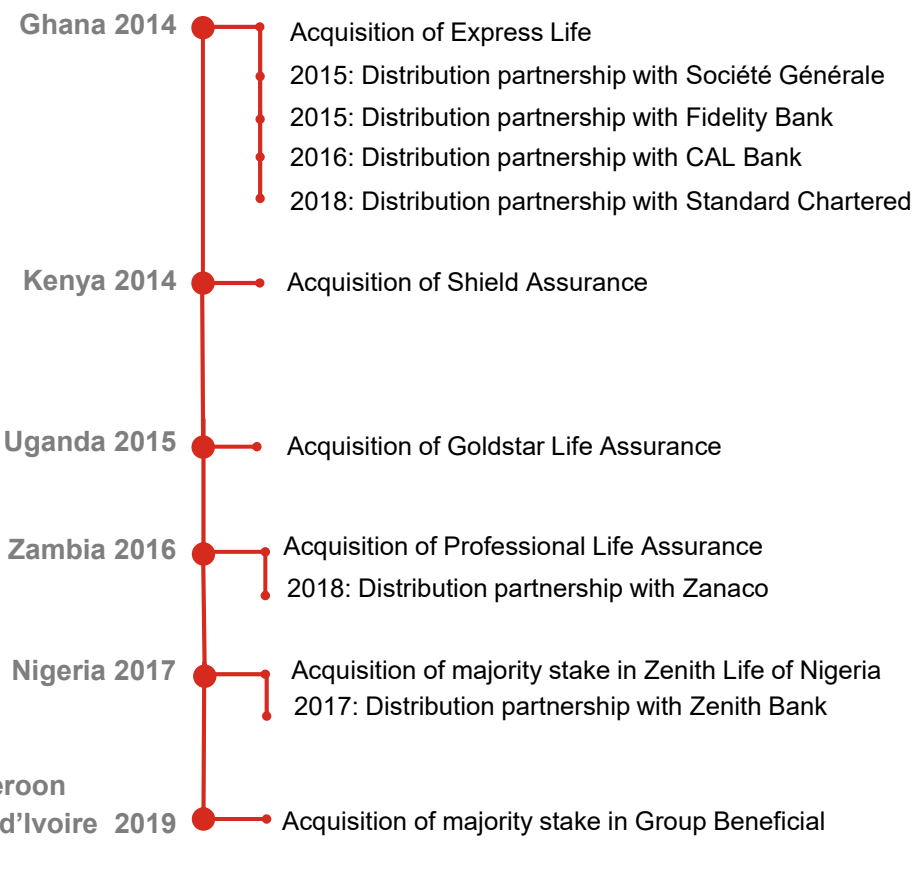 Ghana 2014
Acquisition of Express Life
2015: Distribution partnership with Société Générale
2015: Distribution partnership with Fidelity Bank
2016: Distribution partnership with CAL Bank
2018: Distribution partnership with Standard Chartered
Kenya 2014
Acquisition of Shield Assurance
Uganda 2015
Acquisition of Goldstar Life Assurance
Zambia 2016
Acquisition of Professional Life Assurance
2018: Distribution partnership with Zanaco
Nigeria 2017
Acquisition of majority stake in Zenith Life of Nigeria
2017: Distribution partnership with Zenith Bank
eroon
d’Ivoire 2019
Acquisition of majority stake in Group Beneficial